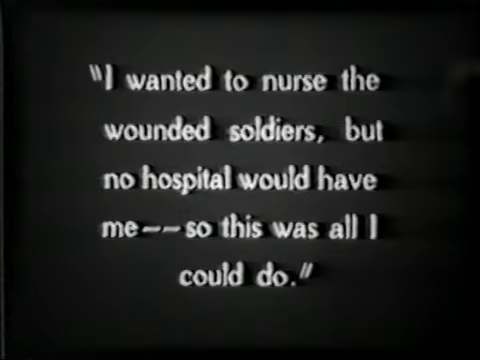 "I wanted to nurse the
wounded soldiers, but
no hospital would have
me -- so this was all I
could do."